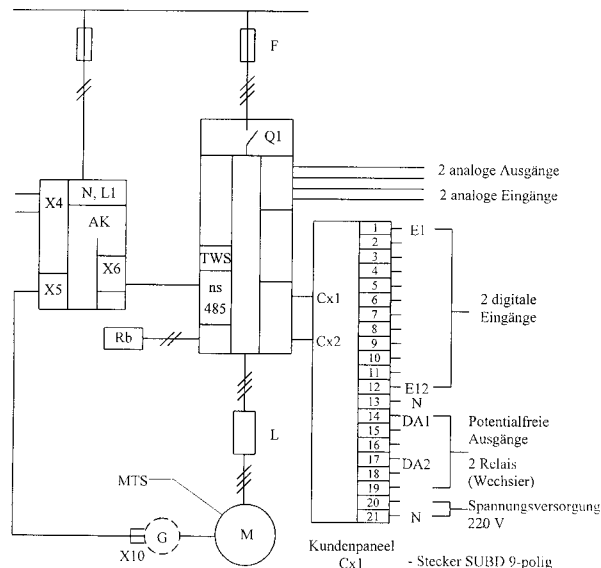 F
Q1
2 analoge Ausgänge
2 analoge Eingänge
X4
N, L1
AK
X6
X5
TWS
ns
485
Rb
Cx1
Cx2
1
2
3
4
5
6
7
8
9
10
11
12
13
14
15
16
17
18
19
20
21
E1
2 digitale
Eingänge
E12
N
DA1
DA2
Potentialfreie
Ausgänge
2 Relais
(Wechsier)
Spannungsversorgung
220 V
N
L
MTS
M
G
X10
Kundenpaneel
Cx1
- Stecker SUBD 9-polig